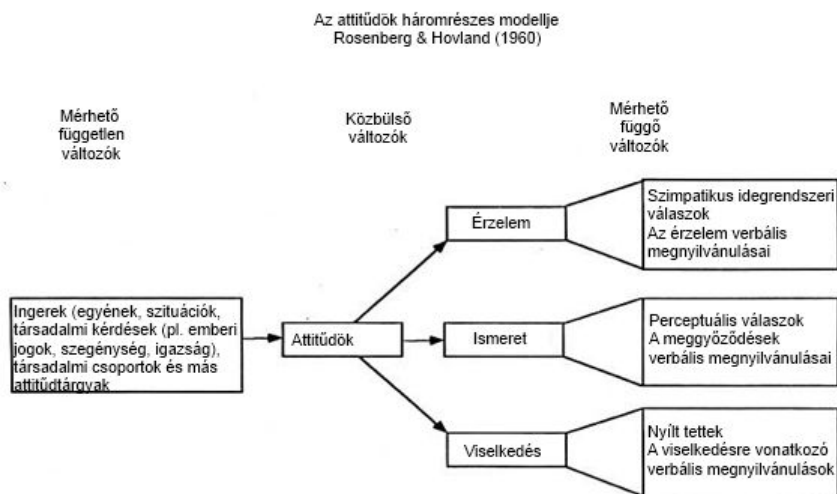 Az attitűdök háromrészes modellje
Rosenberg & Hovland (1960)
Mérhető
független
változók
Közbülső
változók
Mérhető
függő
változók
Ingerek (egyének, szituációk,
társadalmi kérdések (pl. emberi
jogok, szegénység, igazság),
társadalmi csoportok és más
attitűdtárgyak
Attitűdök
Érzelem
Szimpatikus idegrendszeri
válaszok
Az érzelem verbális
megnyilvánulásai
Ismeret
Perceptuális válaszok
A meggyőződések
verbális megnyilvánulásai
Viselkedés
Nyílt tettek
A viselkedésre vonatkozó
verbális megnyilvánulások